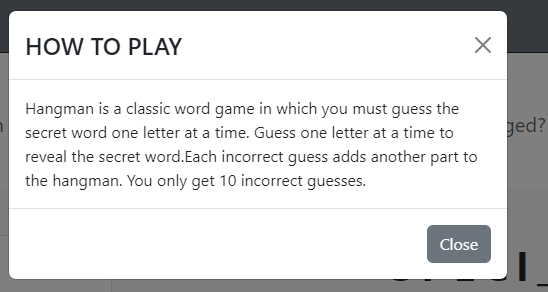 HOW TO PLAY
Hangman is a classic word game in which you must guess the
secret word one letter at a time. Guess one letter at a time to
ged?
reveal the secret word.Each incorrect guess adds another part to
the hangman. You only get 10 incorrect guesses.
Close